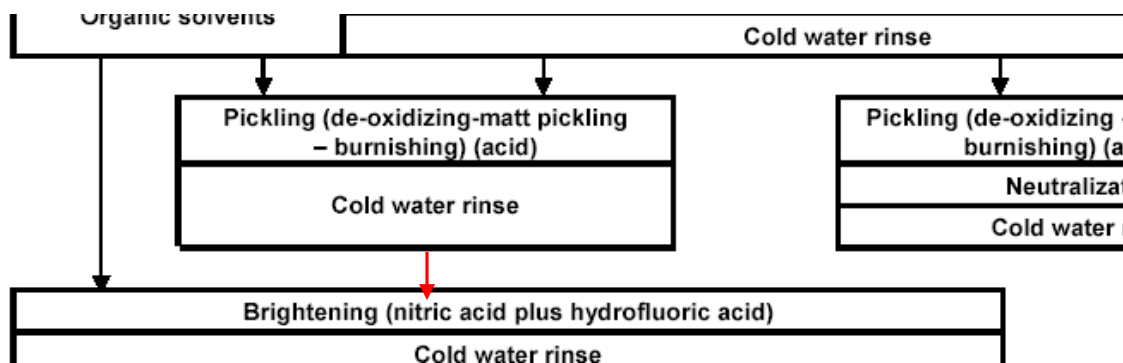 Organic solvents
Cold water rinse
Pickling (de-oxidizing-matt pickling
– burnishing) (acid)
Cold water rinse
Pickling (de-oxidizing
burnishing) (a
Neutralizat
Cold water
Brightening (nitric acid plus hydrofluoric acid)
Cold water rinse